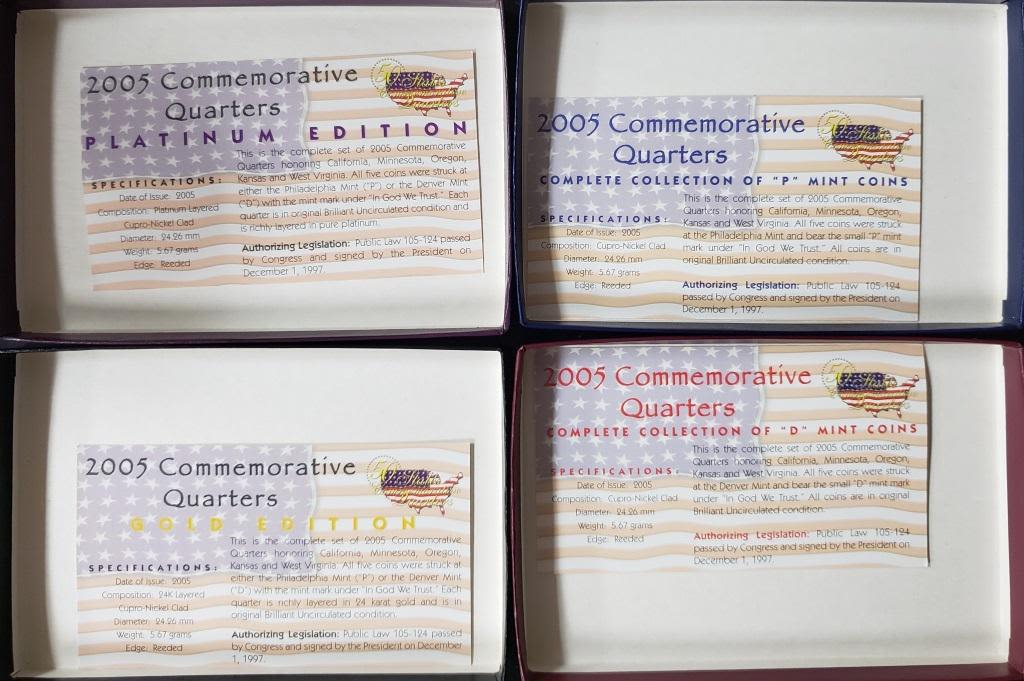 2005 Commemorative
Quarters
PLATINUM EDITION
SPECIFICATIONS:
Date of Issue: 2005
Composition: Platinum Layered
Cupro-Nickel Clad
Diameter: 24.26 mm
Weight: 5.67 grams
Edge: Reeded
This is the complete set of 2005 Commemorative
Quarters honoring California, Minnesota, Oregon,
Kansas and West Virginia. All five coins were struck at
either the Philadelphia Mint ("P") or the Denver Mint
("D") with the mint mark under "In God We Trust." Each
quarter is in original Brilliant Uncirculated condition and
is richly layered in pure platinum.
Authorizing Legislation: Public Law 105-124 passed
by Congress and signed by the President on
December 1, 1997.
2005 Commemorative
Quarters
COMPLETE COLLECTION OF "P" MINT COINS
SPECIFICATIONS:
Date of Issue: 2005
Composition: Cupro-Nickel Clad
Diameter: 24.26 mm
Weight: 5.67 grams
Edge: Reeded
This is the complete set of 2005 Commemorative
Quarters honoring California, Minnesota, Oregon,
Kansas and West Virginia. All five coins were struck
at the Philadelphia Mint and bear the small "P" mint
mark under "In God We Trust." All coins are in
original Brilliant Uncirculated condition.
Authorizing Legislation: Public Law 105-124
passed by Congress and signed by the President on
December 1, 1997.
2005 Commemorative
Quarters
GOLD EDITION
SPECIFICATIONS:
Date of Issue: 2005
Composition: 24K Layered
Cupro-Nickel Clad
Diameter: 24.26 mm
Weight: 5.67 grams
Edge: Reeded
This is the complete set of 2005 Commemorative
Quarters honoring California, Minnesota, Oregon,
Kansas and West Virginia. All five coins were struck at
either the Philadelphia Mint ("P") or the Denver Mint
("D") with the mint mark under "In God We Trust." Each
quarter is richly layered in 24 karat gold and is in
original Brilliant Uncirculated condition.
Authorizing Legislation: Public Law 105-124 passed
by Congress and signed by the President on December
1, 1997.
2005 Commemorative
Quarters
COMPLETE COLLECTION OF "D" MINT COINS
SPECIFICATIONS:
Date of Issue: 2005
Composition: Cupro-Nickel Clad
Diameter: 24.26 mm
Weight: 5.67 grams
Edge: Reeded
This is the complete set of 2005 Commemorative
Quarters honoring California, Minnesota, Oregon,
Kansas and West Virginia. All five coins were struck
at the Denver Mint and bear the small "D" mint mark
under "In God We Trust." All coins are in original
Brilliant Uncirculated condition.
Authorizing Legislation: Public Law 105-124
passed by Congress and signed by the President on
December 1, 1997.